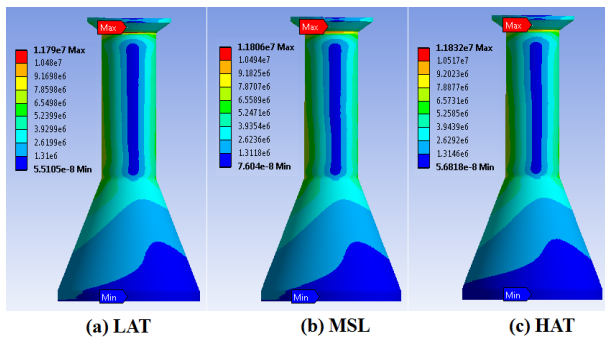 Max
1.179e7 Max
1.048e7
9.1698e6
7.8598e6
6.5498e6
5.2399e6
3.9299e6
2.6199e6
1.31e6
5.5105e-8 Min
Min
(a) LAT
Max
1.1806e7 Max
1.0494e7
9.1825e6
7.8707e6
6.5589e6
5.2471e6
3.9354e6
2.6236e6
1.3118e6
7.604e-8 Min
Min
(b) MSL
Max
1.1832e7 Max
1.0517e7
9.2023e6
7.8877e6
6.5731e6
5.2585e6
3.9439e6
2.6292e6
1.3146e6
5.6818e-8 Min
Min
(c) HAT